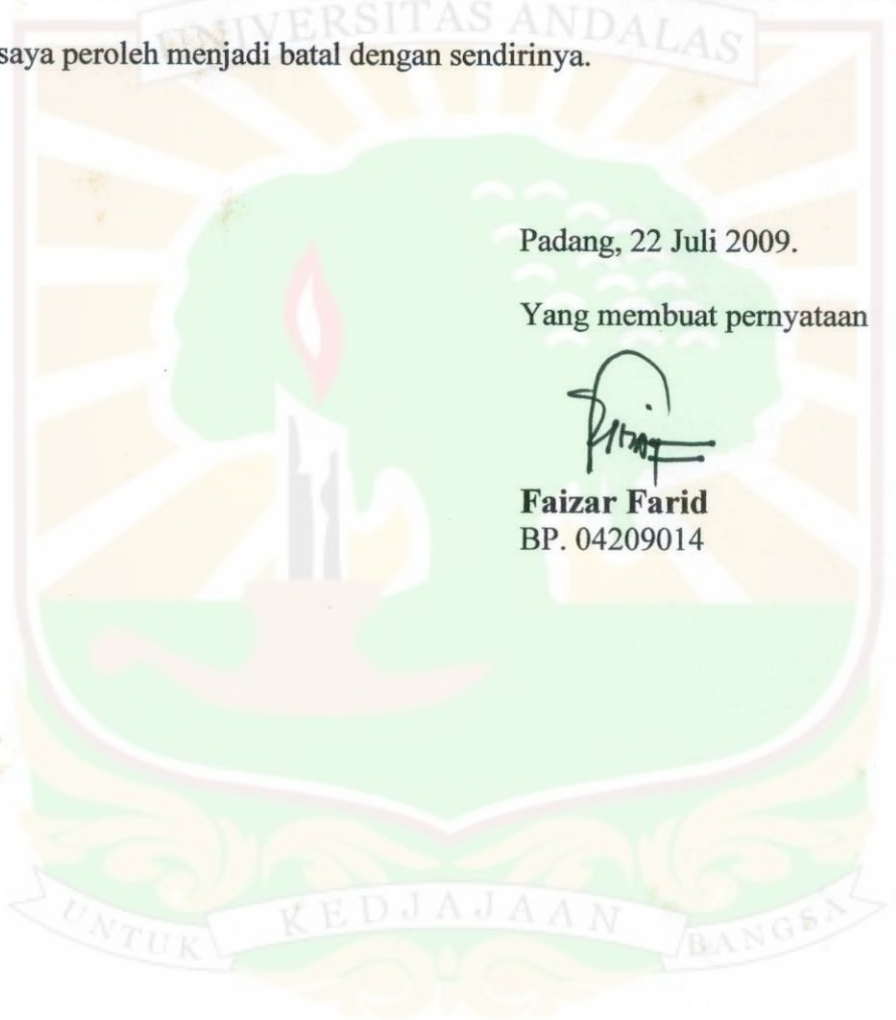 UNIVERSITAS ANDALAS
saya peroleh menjadi batal dengan sendirinya.
Padang, 22 Juli 2009.
Yang membuat pernyataan
Faizar Farid
BP. 04209014
UNTUK KEDJAJAAN BANGSA